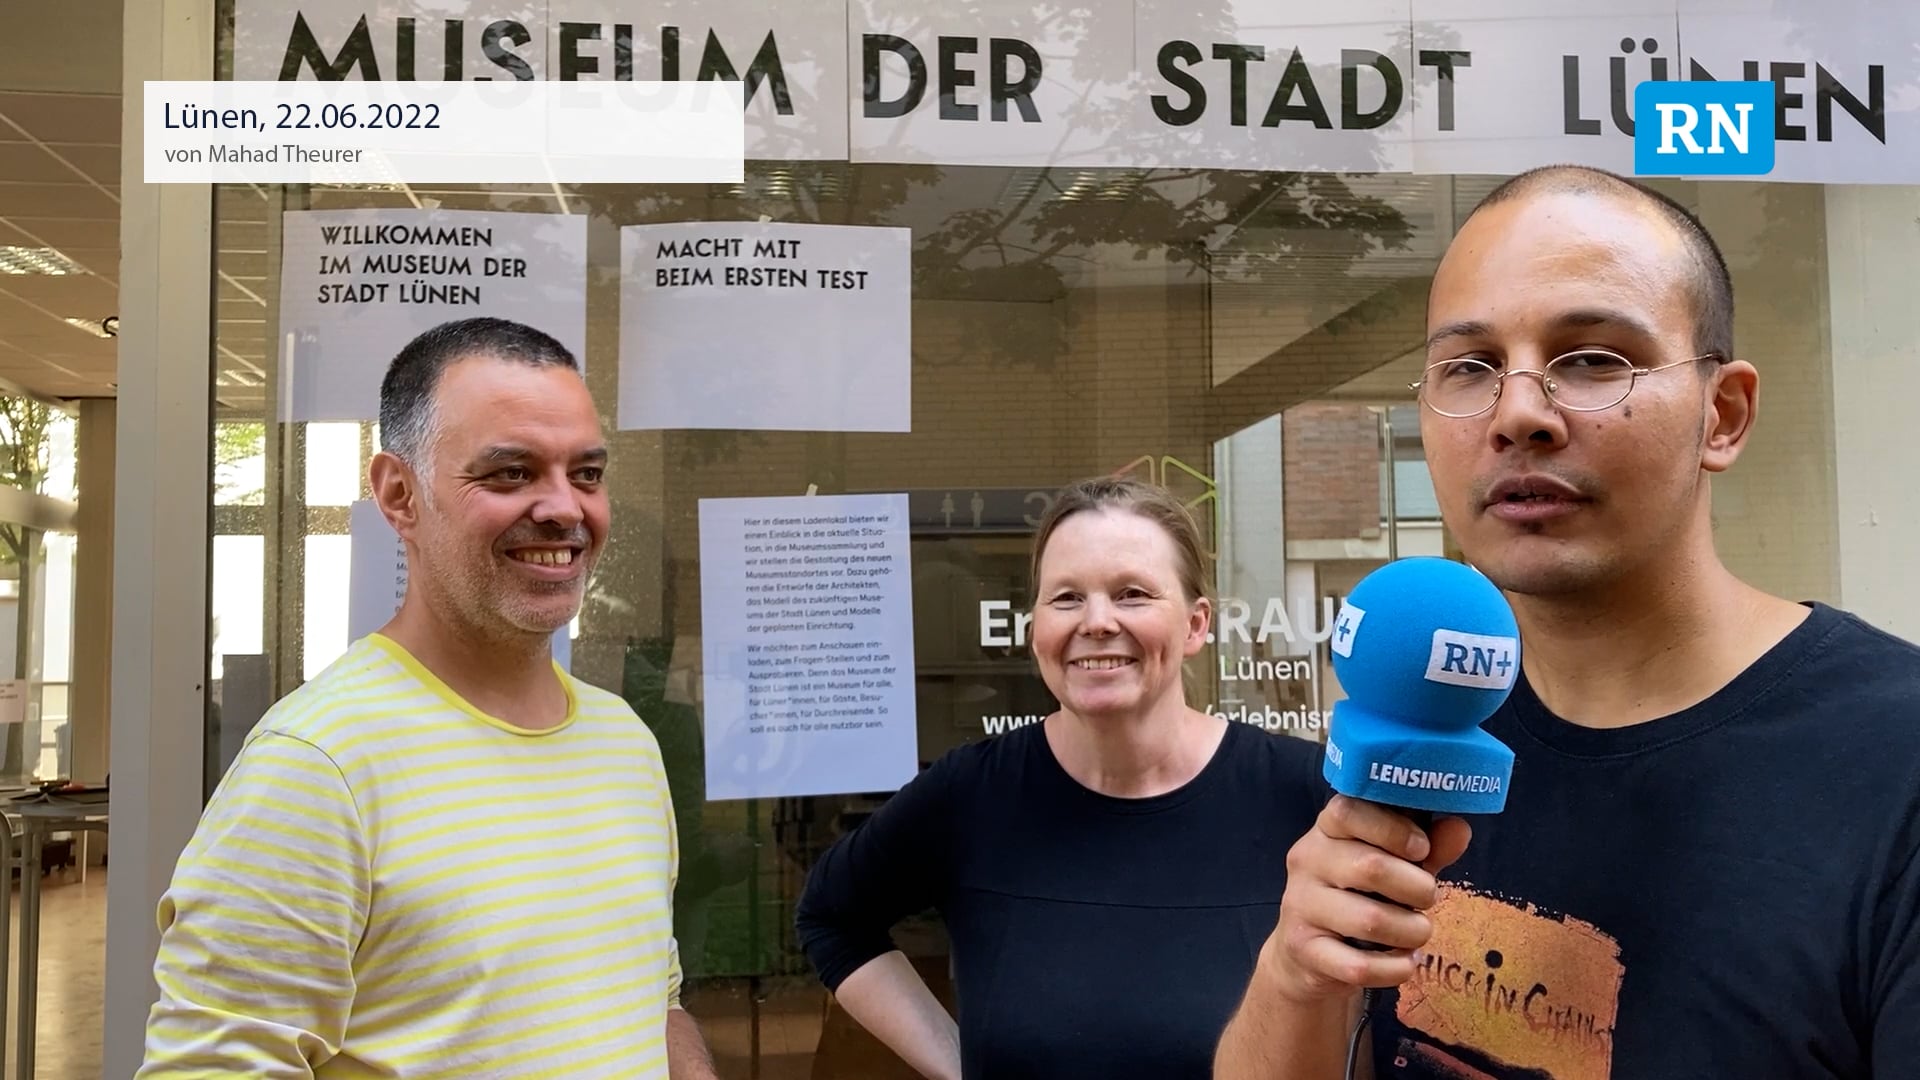 MUSEUM DER STADT LÜNEN
Lünen, 22.06.2022
von Mahad Theurer
RN
WILLKOMMEN
IM MUSEUM DER
STADT LÜNEN
MACHT MIT
BEIM ERSTEN TEST
Hier in diesem Ladenlokal bieten wir
einen Einblick in die aktuelle Situa-
tion, in die Museumssammlung und
wir stellen die Gestaltung des neuen
Museumsstandortes vor. Dazu gehö-
ren die Entwürfe der Architekten,
das Modell des zukünftigen Muse-
ums der Stadt Lünen und Modelle
der geplanten Einrichtung.
Wir möchten zum Anschauen ein-
laden, zum Fragen-Stellen und zum
Ausprobieren. Denn das Museum der
Stadt Lünen ist ein Museum für alle,
für Lüner*innen, für Gäste, Besu-
cher*innen, für Durchreisende. So
soll es auch für alle nutzbar sein.
Lünen
RN+
LENSINGMEDIA